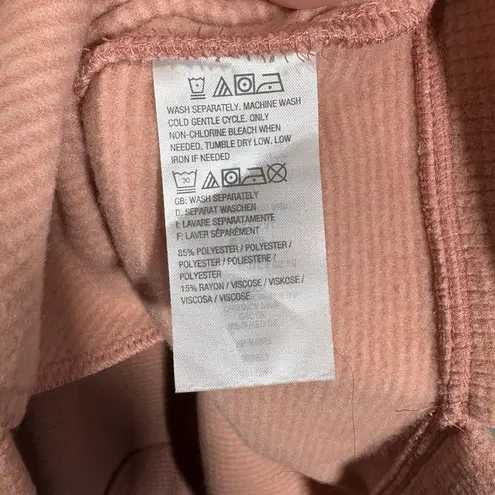 WASH SEPARATELY. MACHINE WASH
COLD GENTLE CYCLE. ONLY
NON-CHLORINE BLEACH WHEN
NEEDED. TUMBLE DRY LOW. LOW
IRON IF NEEDED
30
GB: WASH SEPARATELY
D: SEPARAT WASCHEN
I: LAVARE SEPARATAMENTE
F: LAVER SÉPARÉMENT
85% POLYESTER / POLYESTER /
POLYESTER / POLIESTERE /
POLYESTER
15% RAYON / VISCOSE / VISKOSE /
VISCOSA / VISCOSE